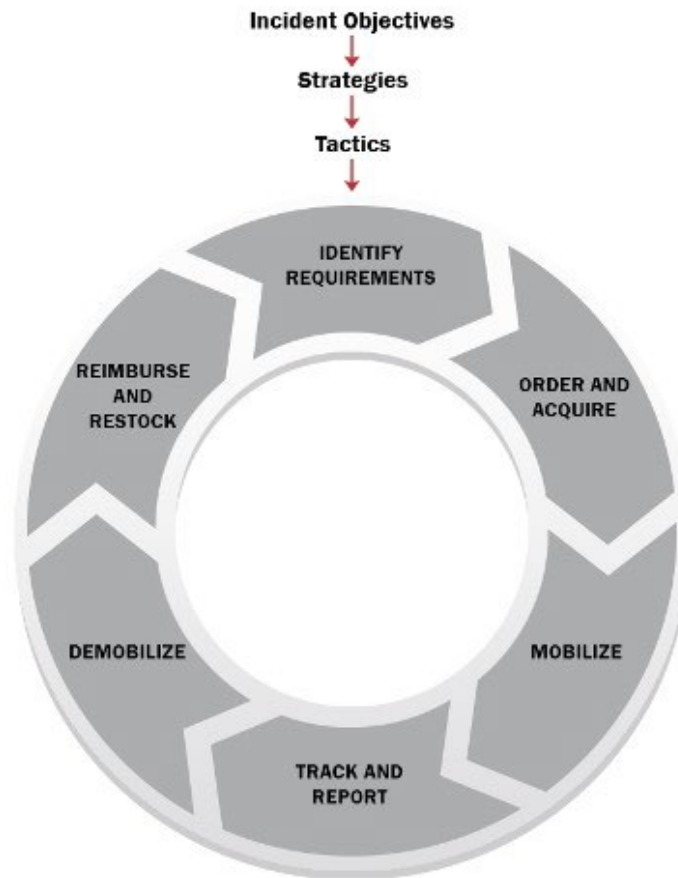 Incident Objectives
Strategies
Tactics
IDENTIFY
REQUIREMENTS
ORDER AND
ACQUIRE
MOBILIZE
TRACK AND
REPORT
DEMOBILIZE
REIMBURSE
AND
RESTOCK